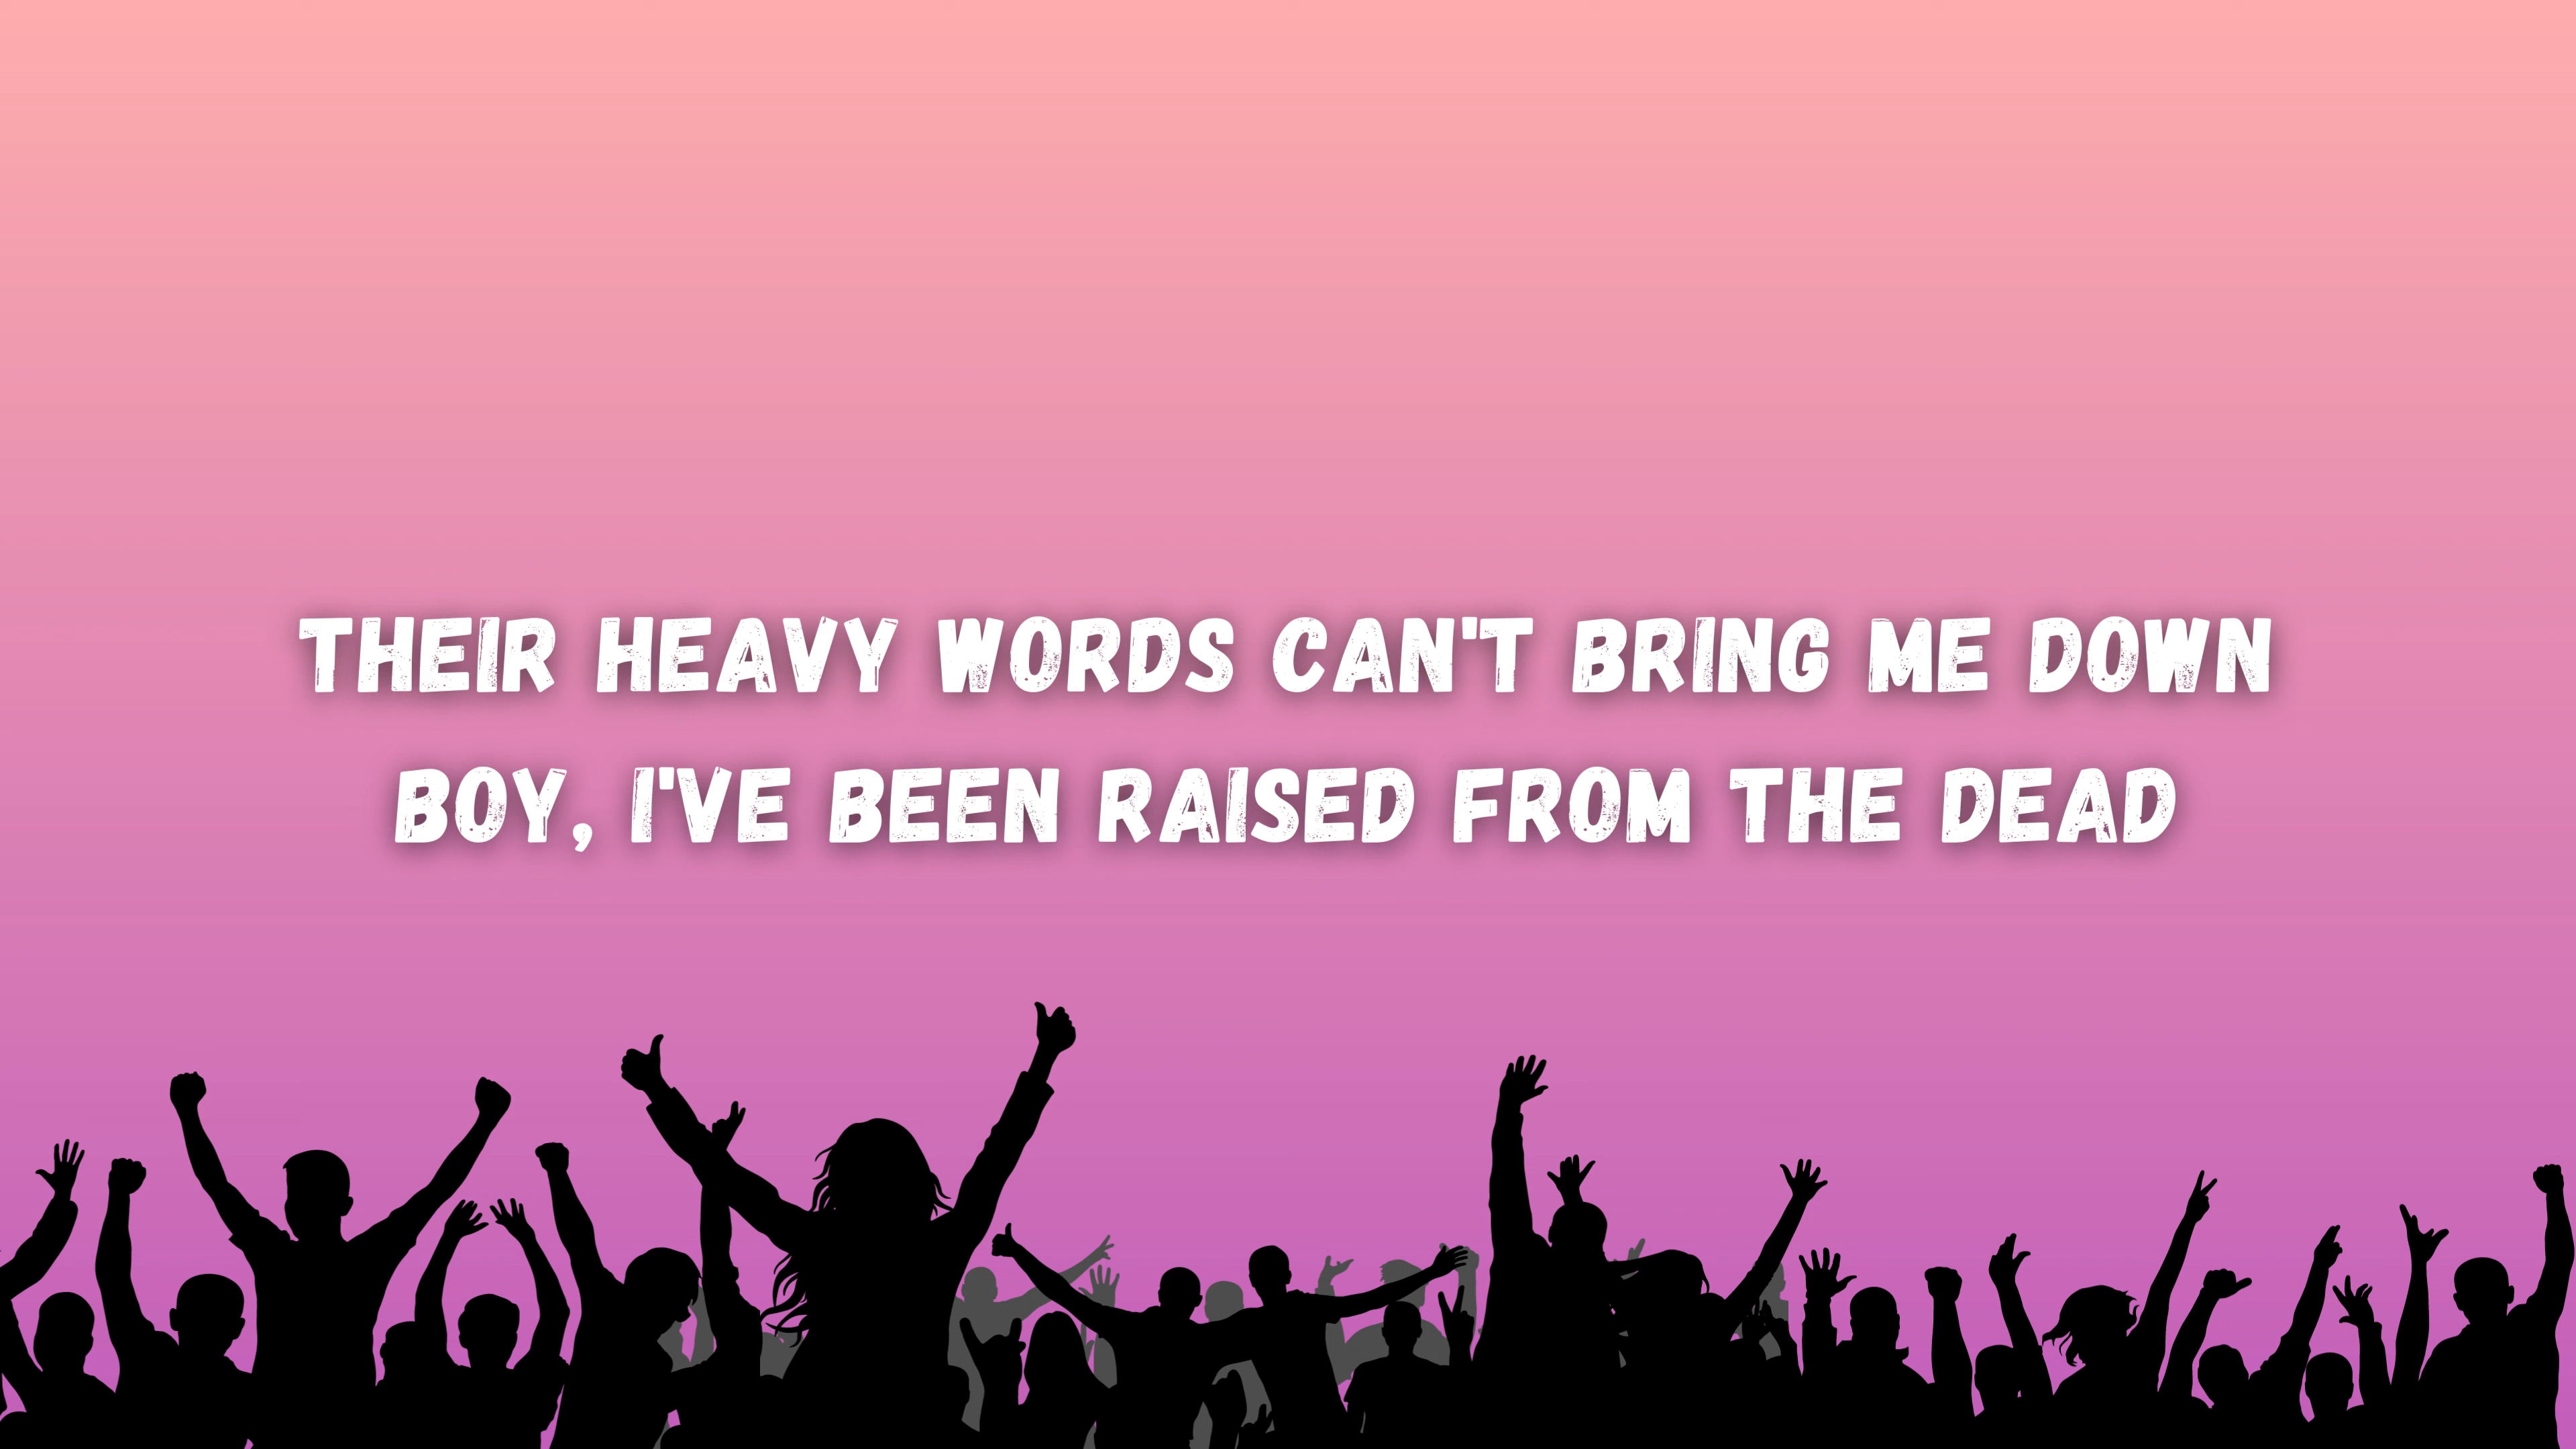 THEIR HEAVY WORDS CAN'T BRING ME DOWN
BOY, I'VE BEEN RAISED FROM THE DEAD